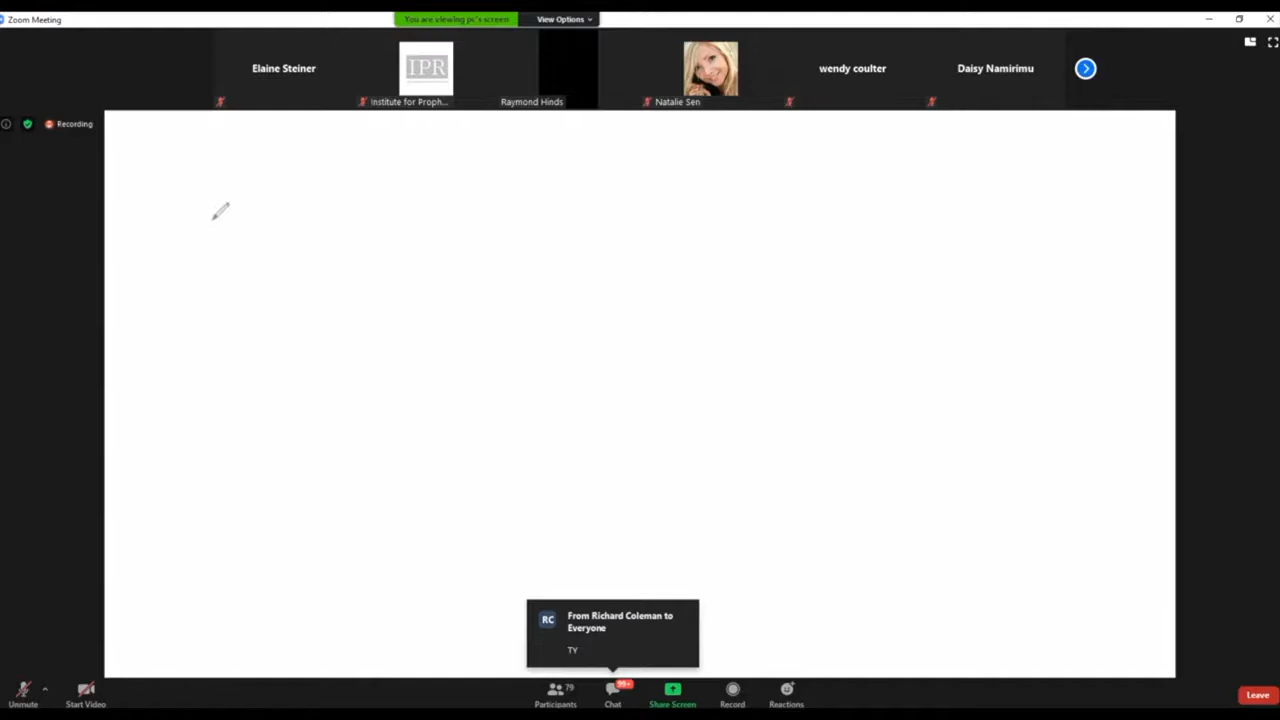 Zoom Meeting
You are viewing pc's screen
View Options
Elaine Steiner
IPR
wendy coulter
Daisy Namirimu
Institute for Proph...
Raymond Hinds
Natalie Sen
Recording
RC
From Richard Coleman to
Everyone
TY
79
99+
Unmute
Start Video
Participants
Chat
Share Screen
Record
Reactions
Leave